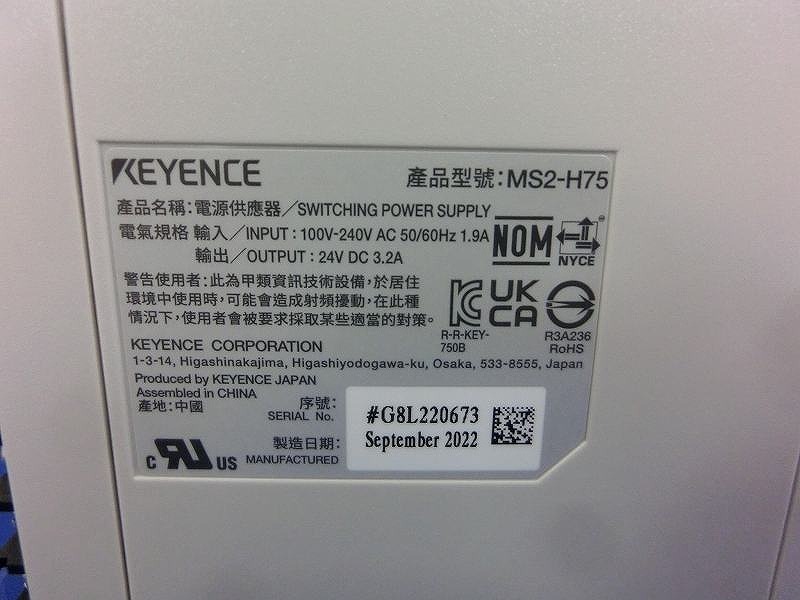 KEYENCE
產品型號:MS2-H75
產品名稱:電源供應器/SWITCHING POWER SUPPLY
電氣規格 輸入/INPUT : 100V-240V AC 50/60Hz 1.9A
輸出/OUTPUT : 24V DC 3.2A
NOM
NYCE
警告使用者:此為甲類資訊技術設備,於居住
環境中使用時,可能會造成射頻擾動,在此種
情況下,使用者會被要求採取某些適當的對策。
UK
CA
R-R-KEY-
750B
R3A236
RoHS
KEYENCE CORPORATION
1-3-14, Higashinakajima, Higashiyodogawa-ku, Osaka, 533-8555, Japan
Produced by KEYENCE JAPAN
Assembled in CHINA
產地:中國
序號:
SERIAL No.
#G8L220673
製造日期:
MANUFACTURED
September 2022
C RU US